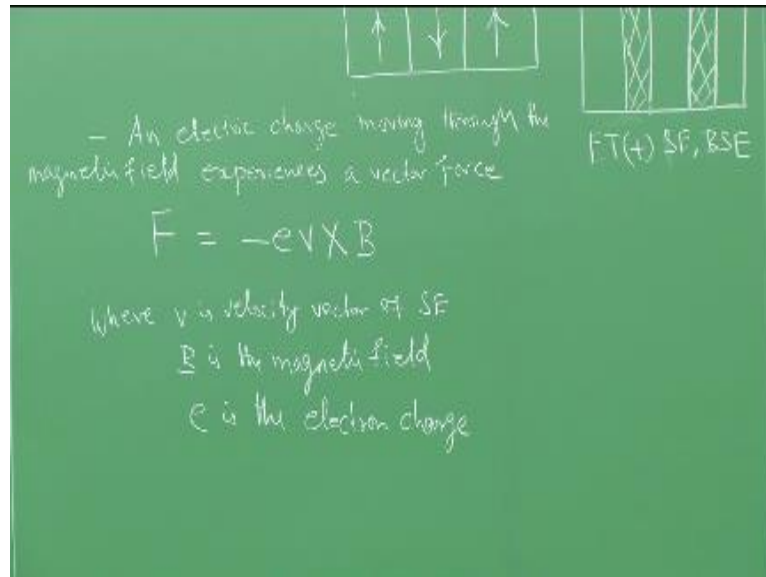 — An electric charge moving through the
magnetic field experiences a vector force
ET(+) SE, BSE
F = -eV X B
Where v is velocity vector of SE
B is the magnetic field
e is the electron charge